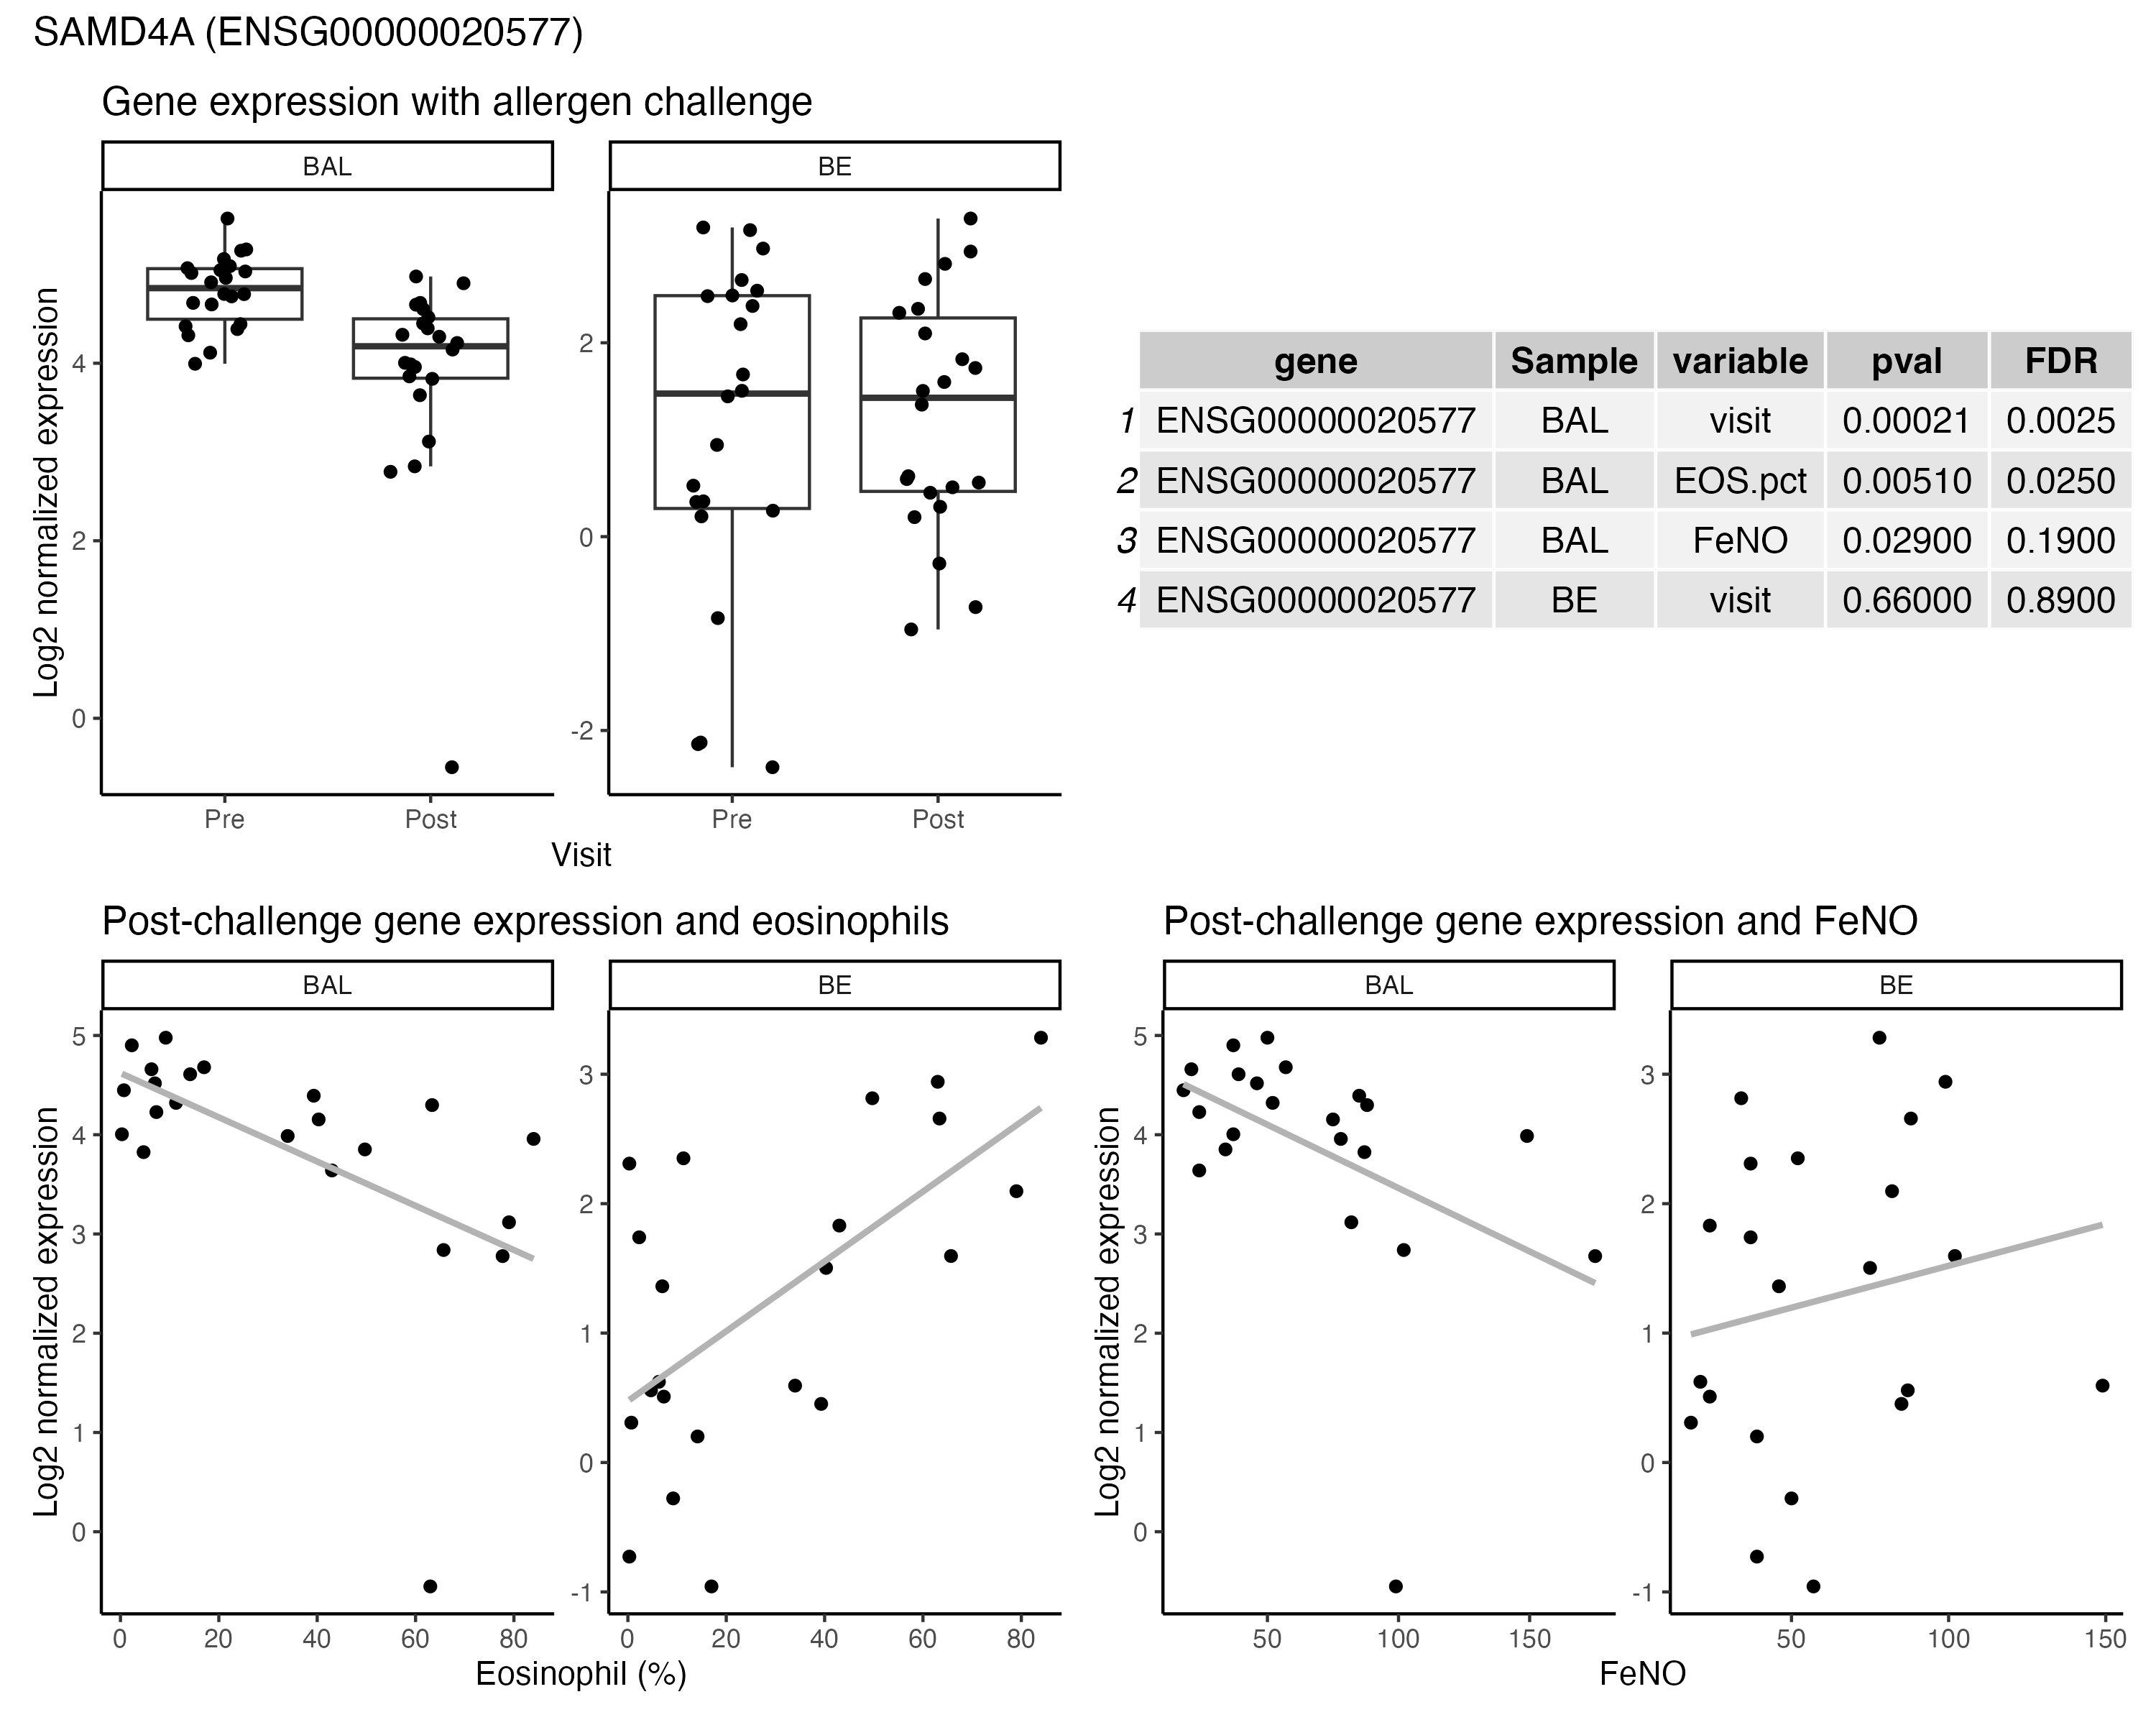 SAMD4A (ENSG00000020577)
Gene expression with allergen challenge
BAL BE
Log2 normalized expression
4
2
0
2
0
-2
Pre Post Pre Post
Visit
gene Sample variable pval FDR
1 ENSG00000020577 BAL visit 0.00021 0.0025
2 ENSG00000020577 BAL EOS.pct 0.00510 0.0250
3 ENSG00000020577 BAL FeNO 0.02900 0.1900
4 ENSG00000020577 BE visit 0.66000 0.8900
Post-challenge gene expression and eosinophils
BAL BE
Log2 normalized expression
5
4
3
2
1
0
3
2
1
0
-1
0 20 40 60 80 0 20 40 60 80
Eosinophil (%)
Post-challenge gene expression and FeNO
BAL BE
Log2 normalized expression
5
4
3
2
1
0
3
2
1
0
-1
50 100 150 50 100 150
FeNO